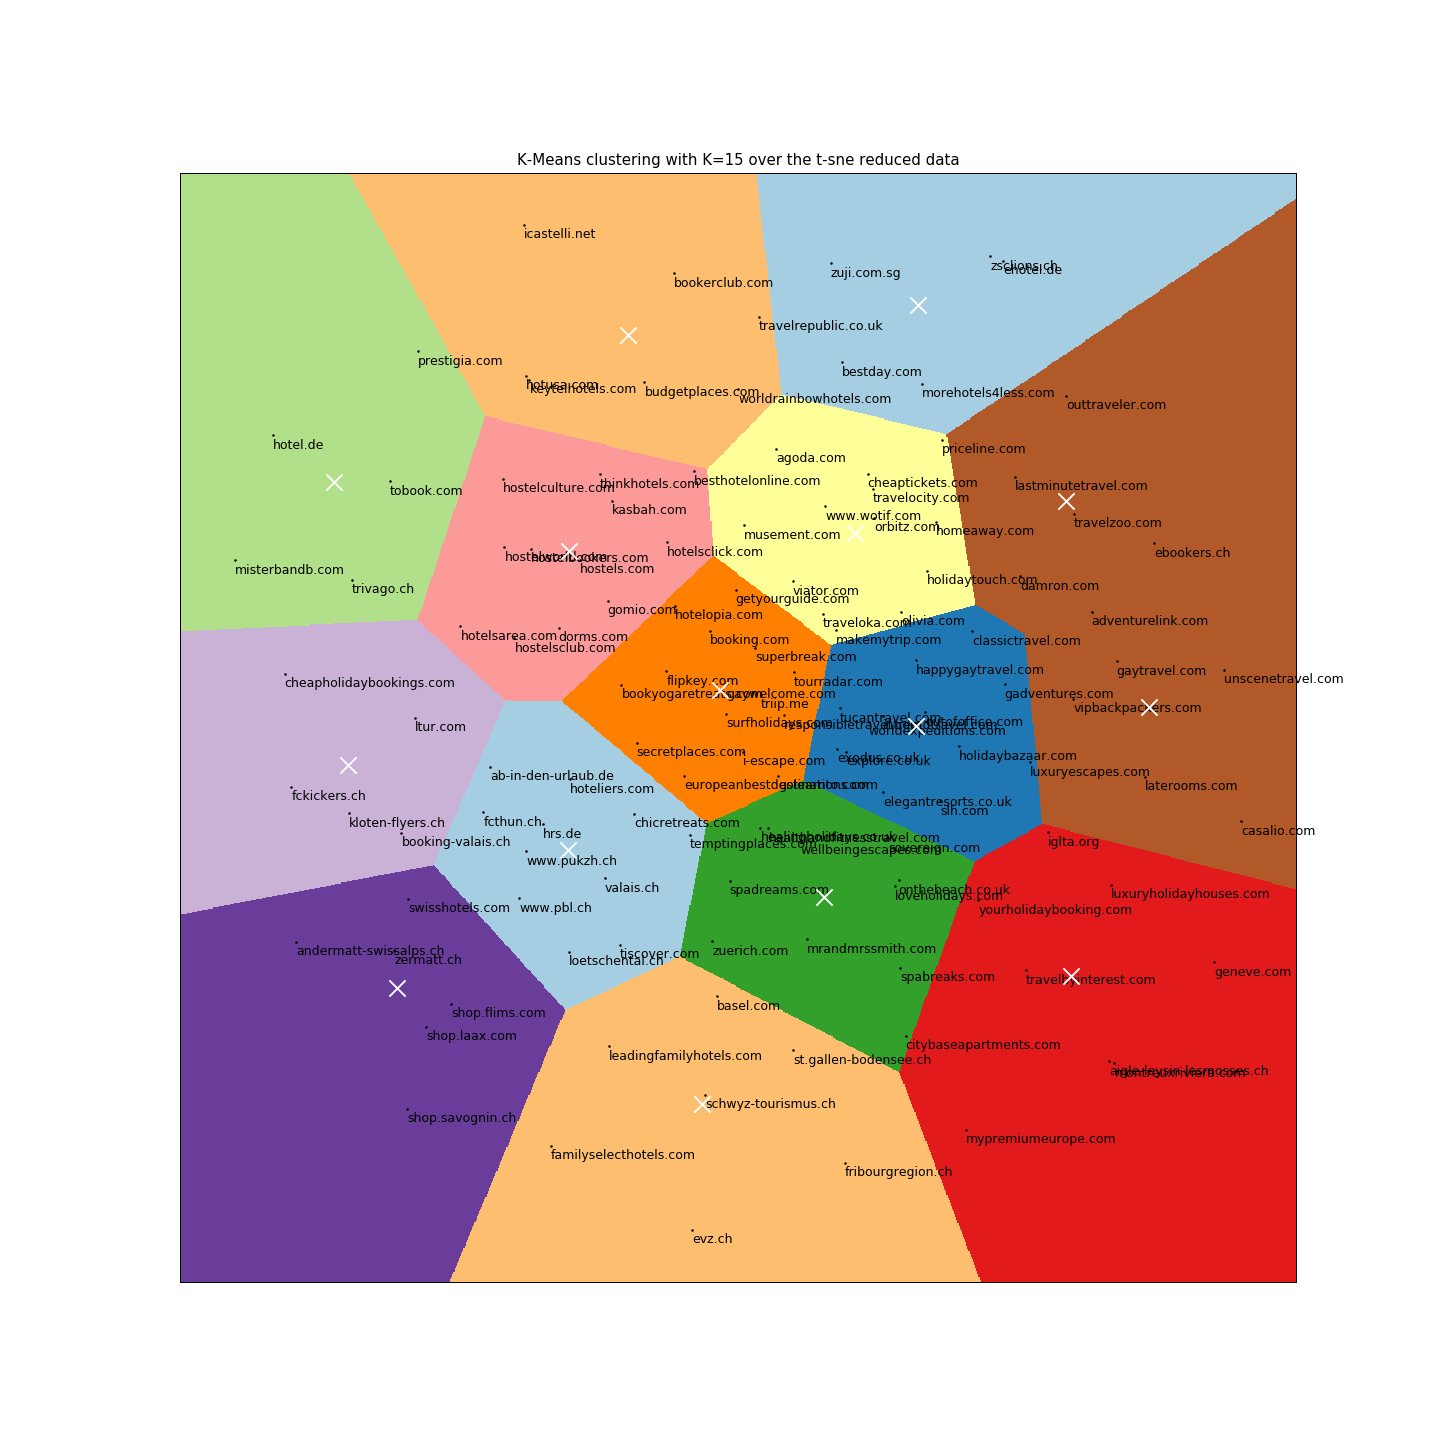 K-Means clustering with K=15 over the t-sne reduced data
icastelli.net
zuji.com.sg
zsclions.ch
ehotel.de
bookerclub.com
travelrepublic.co.uk
prestigia.com
bestday.com
hotusa.com
keytelhotels.com
budgetplaces.com
worldrainbowhotels.com
morehotels4less.com
outtraveler.com
hotel.de
priceline.com
agoda.com
tobook.com
hostelculture.com
thinkhotels.com
besthotelonline.com
cheaptickets.com
lastminutetravel.com
travelocity.com
kasbah.com
www.wotif.com
orbitz.com
travelzoo.com
musement.com
homeaway.com
hostelworld.com
hostelbookers.com
hotelsclick.com
ebookers.ch
misterbandb.com
hostels.com
trivago.ch
viator.com
holidaytouch.com
damron.com
getyourguide.com
gomio.com
hotelopia.com
traveloka.com
olivia.com
adventurelink.com
hotelsarea.com
dorms.com
hostelsclub.com
booking.com
makemytrip.com
classictravel.com
superbreak.com
happygaytravel.com
gaytravel.com
unscenetravel.com
cheapholidaybookings.com
flipkey.com
tourradar.com
gaywelcome.com
gadventures.com
triip.me
vipbackpackers.com
ltur.com
surfholidays.com
tucantravel.com
outofoffice.com
worldexpeditions.com
secretplaces.com
i-escape.com
exodus.co.uk
explore.co.uk
holidaybazaar.com
luxuryescapes.com
ab-in-den-urlaub.de
hoteliers.com
laterooms.com
fckickers.ch
elegantresorts.co.uk
slh.com
kloten-flyers.ch
fcthun.ch
hrs.de
chicretreats.com
casalio.com
booking-valais.ch
temptingplaces.com
healingholidays.co.uk
healthandfitnesstravel.com
wellbeingescapes.com
sovereign.com
iglta.org
www.pukzh.ch
valais.ch
spadreams.com
onthebeach.co.uk
loveholidays.com
luxuryholidayhouses.com
swisshotels.com
www.pbl.ch
yourholidaybooking.com
andermatt-swissalps.ch
zermatt.ch
loetschental.ch
tiscover.com
zuerich.com
mrandmrssmith.com
spabreaks.com
travelbyinterest.com
geneve.com
shop.flims.com
basel.com
shop.laax.com
citybaseapartments.com
leadingfamilyhotels.com
st.gallen-bodensee.ch
aigle-leysin-lesmosses.ch
montreuxriviera.com
schwyz-tourismus.ch
shop.savognin.ch
mypremiumeurope.com
familyselecthotels.com
fribourgregion.ch
evz.ch